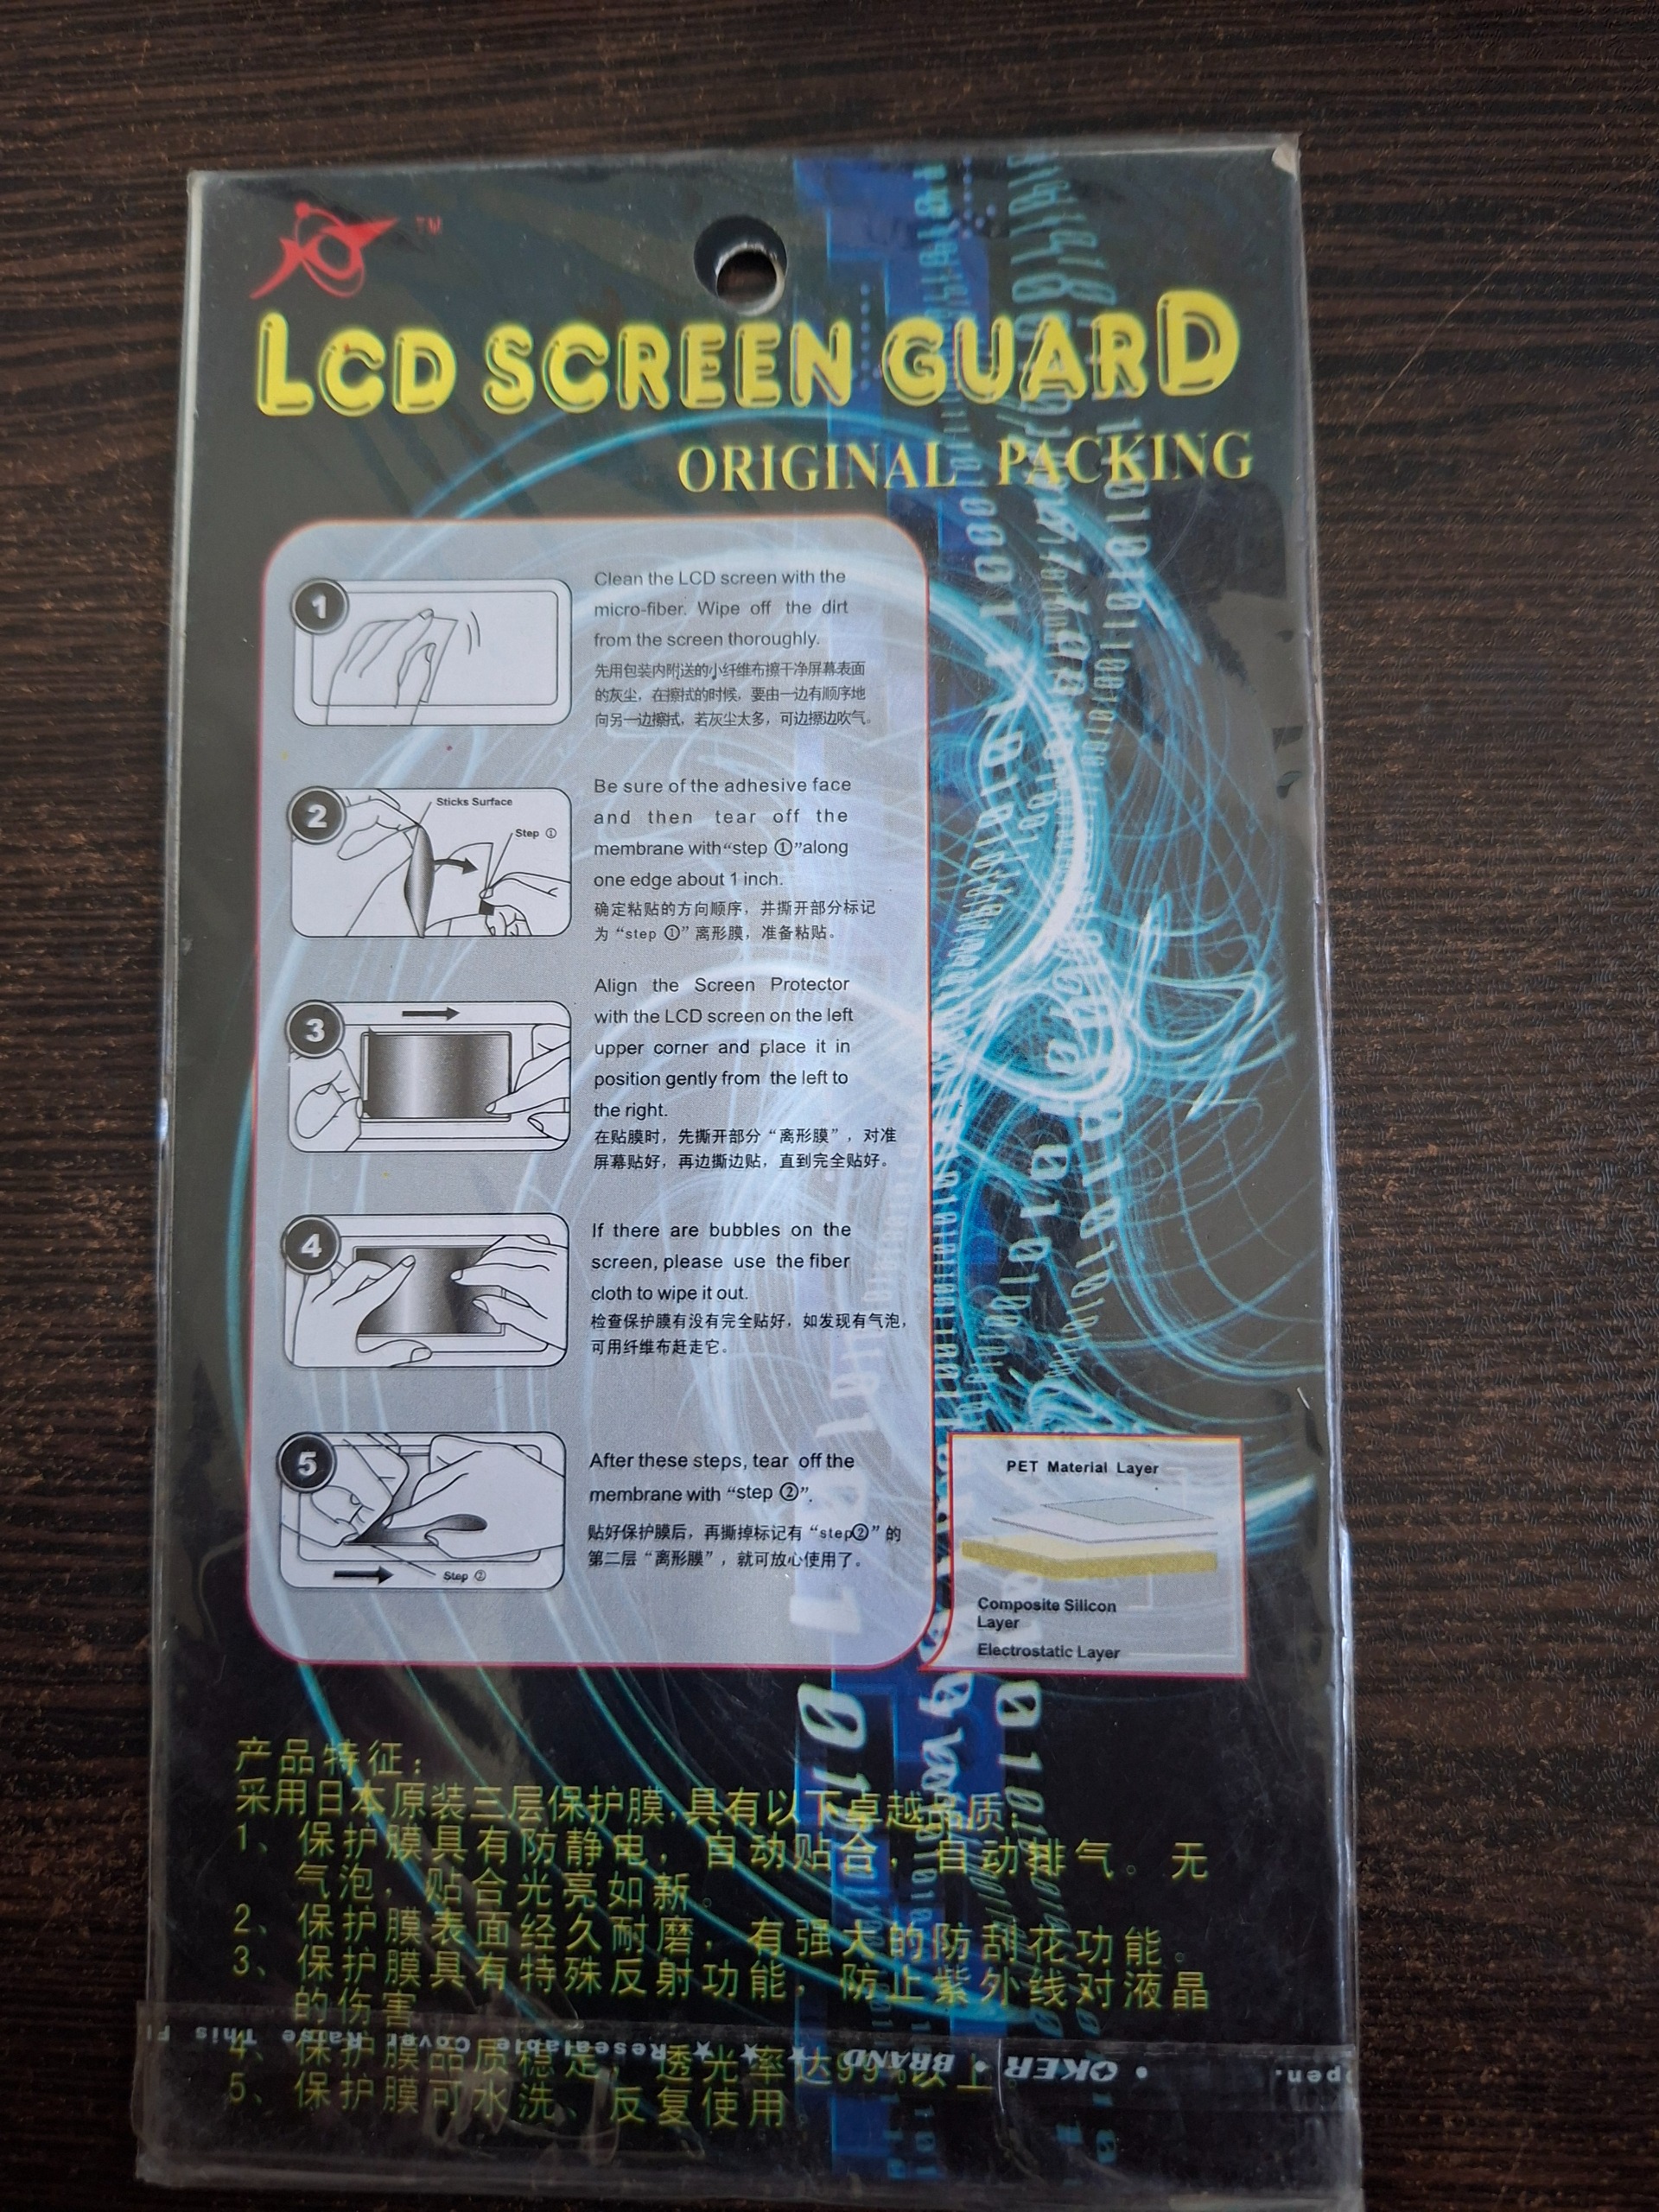 TM
LCD SCREEN GUARD
ORIGINAL PACKING
1
Clean the LCD screen with the
micro-fiber. Wipe off the dirt
from the screen thoroughly.
先用包装内附送的小纤维布擦干净屏幕表面
的灰尘，在擦拭的时候，要由一边有顺序地
向另一边擦拭，若灰尘太多，可边擦边吹气。
2
Sticks Surface
Step ①
Be sure of the adhesive face
and then tear off the
membrane with“step ①”along
one edge about 1 inch.
确定粘贴的方向顺序，并撕开部分标记
为“step ①”离形膜，准备粘贴。
3
Align the Screen Protector
with the LCD screen on the left
upper corner and place it in
position gently from the left to
the right.
在贴膜时，先撕开部分“离形膜”，对准
屏幕贴好，再边撕边贴，直到完全贴好。
4
If there are bubbles on the
screen, please use the fiber
cloth to wipe it out.
检查保护膜有没有完全贴好，如发现有气泡，
可用纤维布赶走它。
5
Step ②
After these steps, tear off the
membrane with “step ②”.
贴好保护膜后，再撕掉标记有“step②”的
第二层“离形膜”，就可放心使用了。
PET Material Layer
Composite Silicon
Layer
Electrostatic Layer
产品特征：
采用日本原装三层保护膜，具有以下卓越品质：
1、保护膜具有防静电，自动贴合，自动排气。无
气泡，贴合光亮如新。
2、保护膜表面经久耐磨，有强大的防刮花功能。
3、保护膜具有特殊反射功能，防止紫外线对液晶
的伤害
4、保护膜品质稳定，透光率达99%以上。
5、保护膜可水洗、反复使用。
pen. • OKER • BRAND ★ ★ ★ Resealable Cover Raise This Fl